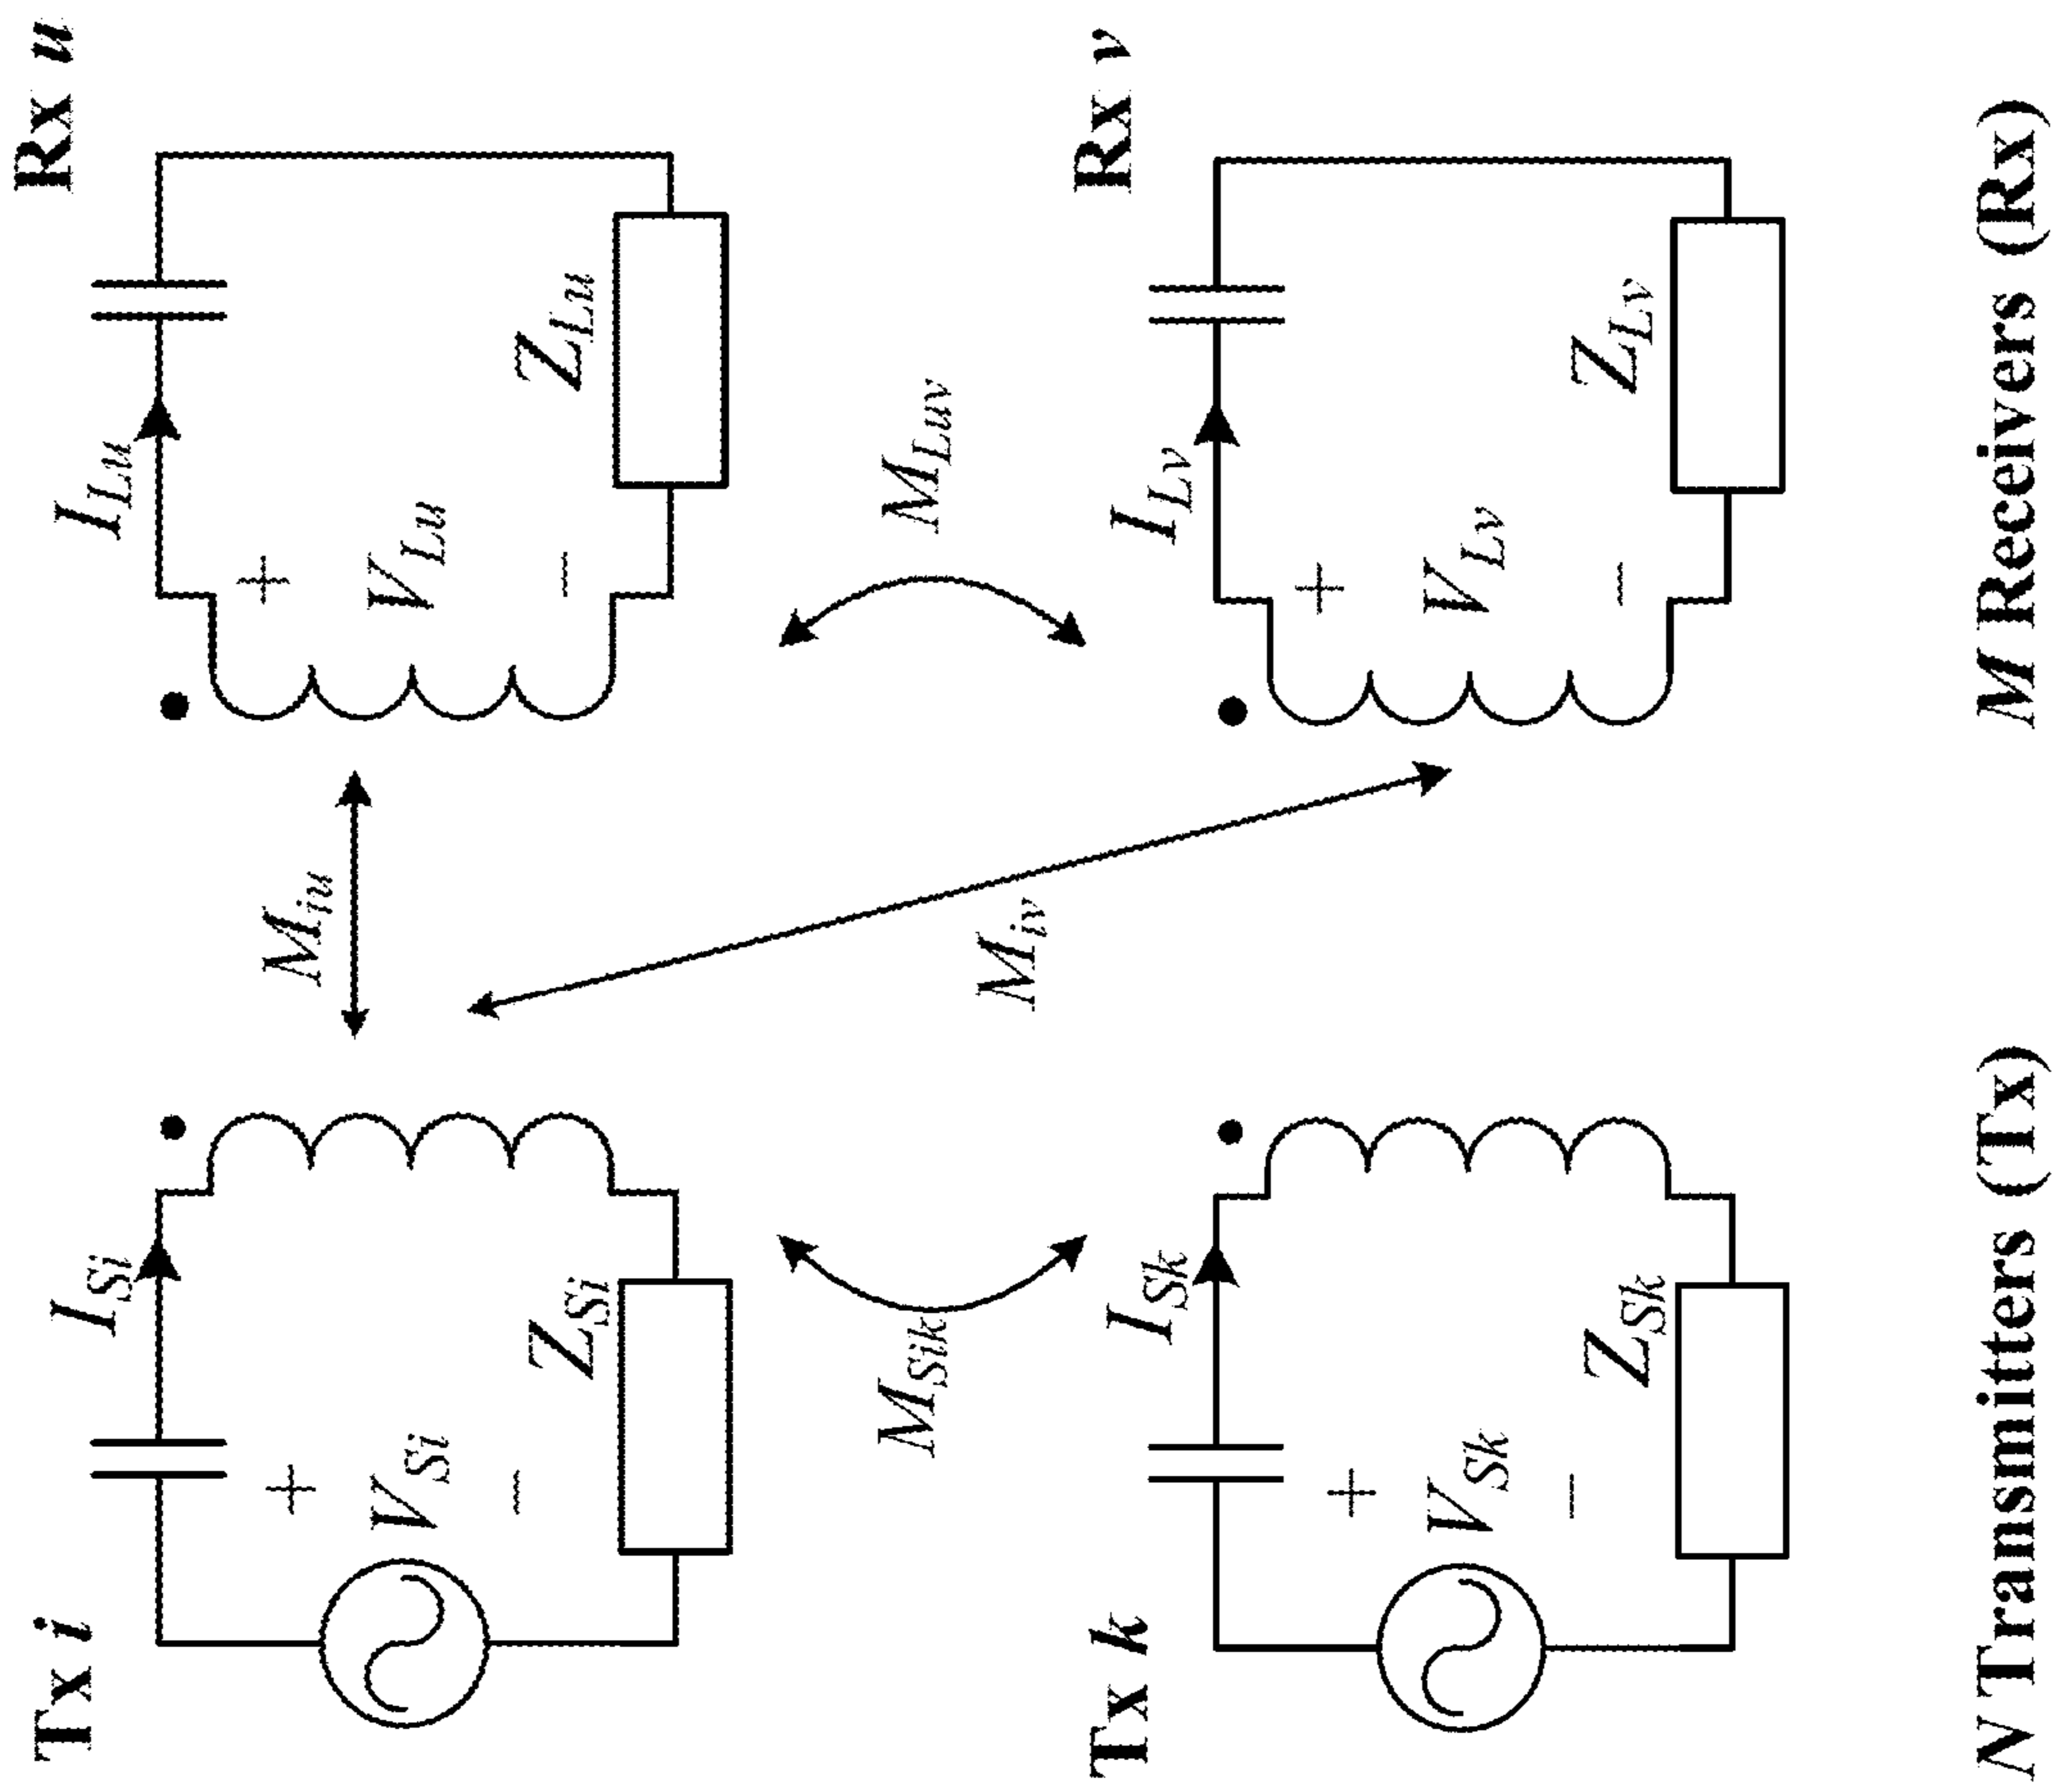 Tx i
Rx u
I_Si
I_Lu
M_iu
+
V_Si
−
+
V_Lu
−
Z_Si
Z_Lu
M_Sik
M_iv
M_Luv
Tx k
Rx v
I_Sk
I_Lv
+
V_Sk
−
+
V_Lv
−
Z_Sk
Z_Lv
N Transmitters (Tx)
M Receivers (Rx)